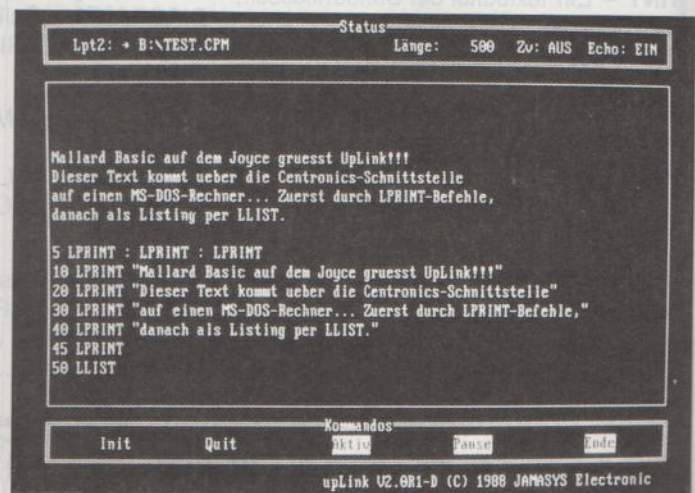 Status
Lpt2: → B:\TEST.CPM Länge: 500 Zv: AUS Echo: EIN
Mallard Basic auf dem Joyce gruesst UpLink!!!
Dieser Text kommt ueber die Centronics-Schnittstelle
auf einen MS-DOS-Rechner... Zuerst durch LPRINT-Befehle,
danach als Listing per LLIST.
5 LPRINT : LPRINT : LPRINT
10 LPRINT "Mallard Basic auf dem Joyce gruesst UpLink!!!"
20 LPRINT "Dieser Text kommt ueber die Centronics-Schnittstelle"
30 LPRINT "auf einen MS-DOS-Rechner... Zuerst durch LPRINT-Befehle,"
40 LPRINT "danach als Listing per LLIST."
45 LPRINT
50 LLIST
Kommandos
Init Quit Aktiv Pause Ende
upLink V2.0R1-D (C) 1988 JAMASYS Electronic